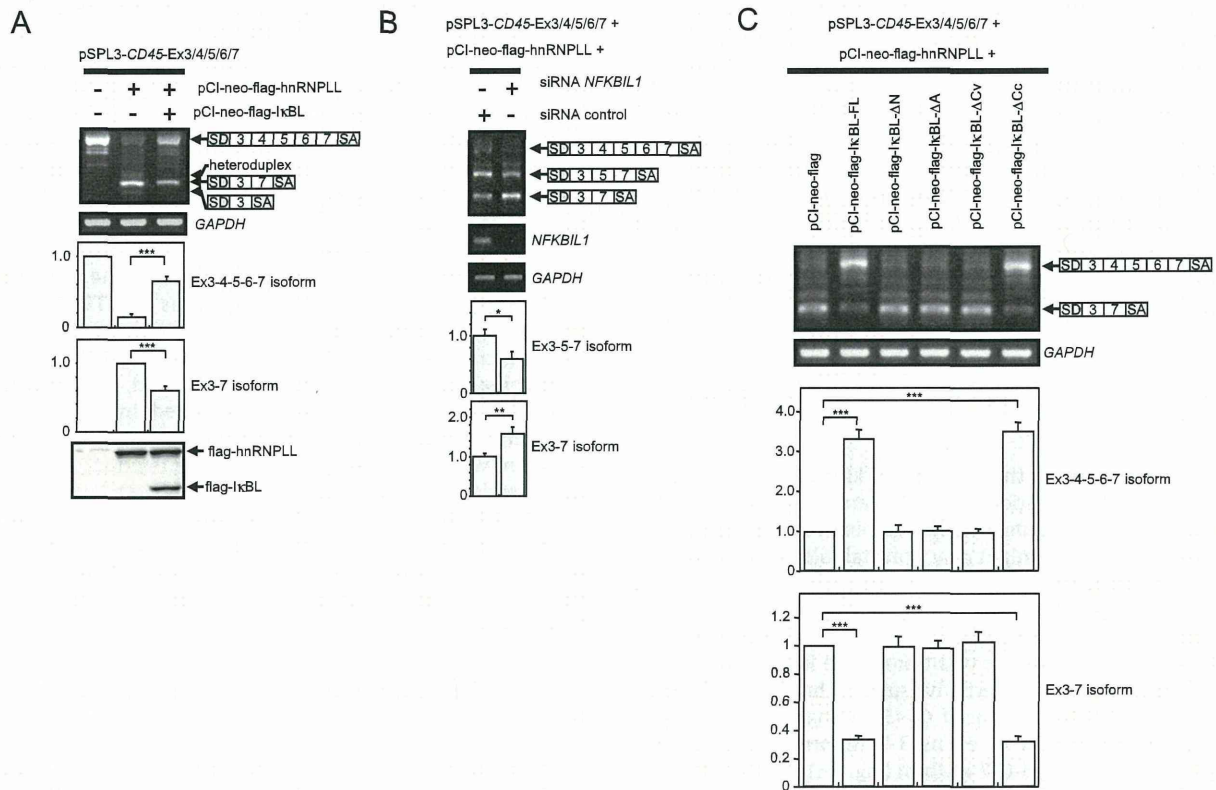 A
pSPL3-CD45-Ex3/4/5/6/7
- + + pCI-neo-flag-hnRNPLL
- - + pCI-neo-flag-IκBL
SD 3 4 5 6 7 SA
heteroduplex
SD 3 7 SA
SD 3 SA
GAPDH
1.0
***
Ex3-4-5-6-7 isoform
0
1.0
***
Ex3-7 isoform
0
flag-hnRNPLL
flag-IκBL
B
pSPL3-CD45-Ex3/4/5/6/7 +
pCI-neo-flag-hnRNPLL +
- + siRNA NFKBIL1
+ - siRNA control
SD 3 4 5 6 7 SA
SD 3 5 7 SA
SD 3 7 SA
NFKBIL1
GAPDH
*
1.0
Ex3-5-7 isoform
0
2.0
**
1.0
Ex3-7 isoform
0
C
pSPL3-CD45-Ex3/4/5/6/7 +
pCI-neo-flag-hnRNPLL +
pCI-neo-flag
pCI-neo-flag-IκBL-FL
pCI-neo-flag-IκBL-ΔN
pCI-neo-flag-IκBL-ΔA
pCI-neo-flag-IκBL-ΔCv
pCI-neo-flag-IκBL-ΔCc
SD 3 4 5 6 7 SA
SD 3 7 SA
GAPDH
***
4.0
***
3.0
2.0
Ex3-4-5-6-7 isoform
1.0
0
1.2
***
1
***
0.8
0.6
Ex3-7 isoform
0.4
0.2
0